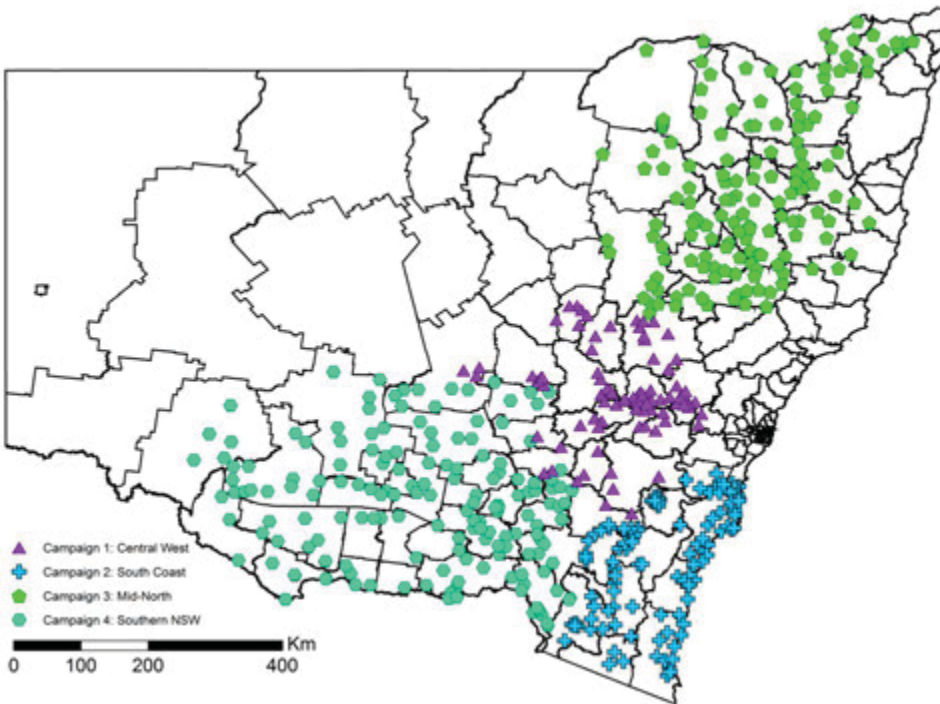 Campaign 1: Central West
Campaign 2: South Coast
Campaign 3: Mid-North
Campaign 4: Southern NSW
Km
0 100 200 400